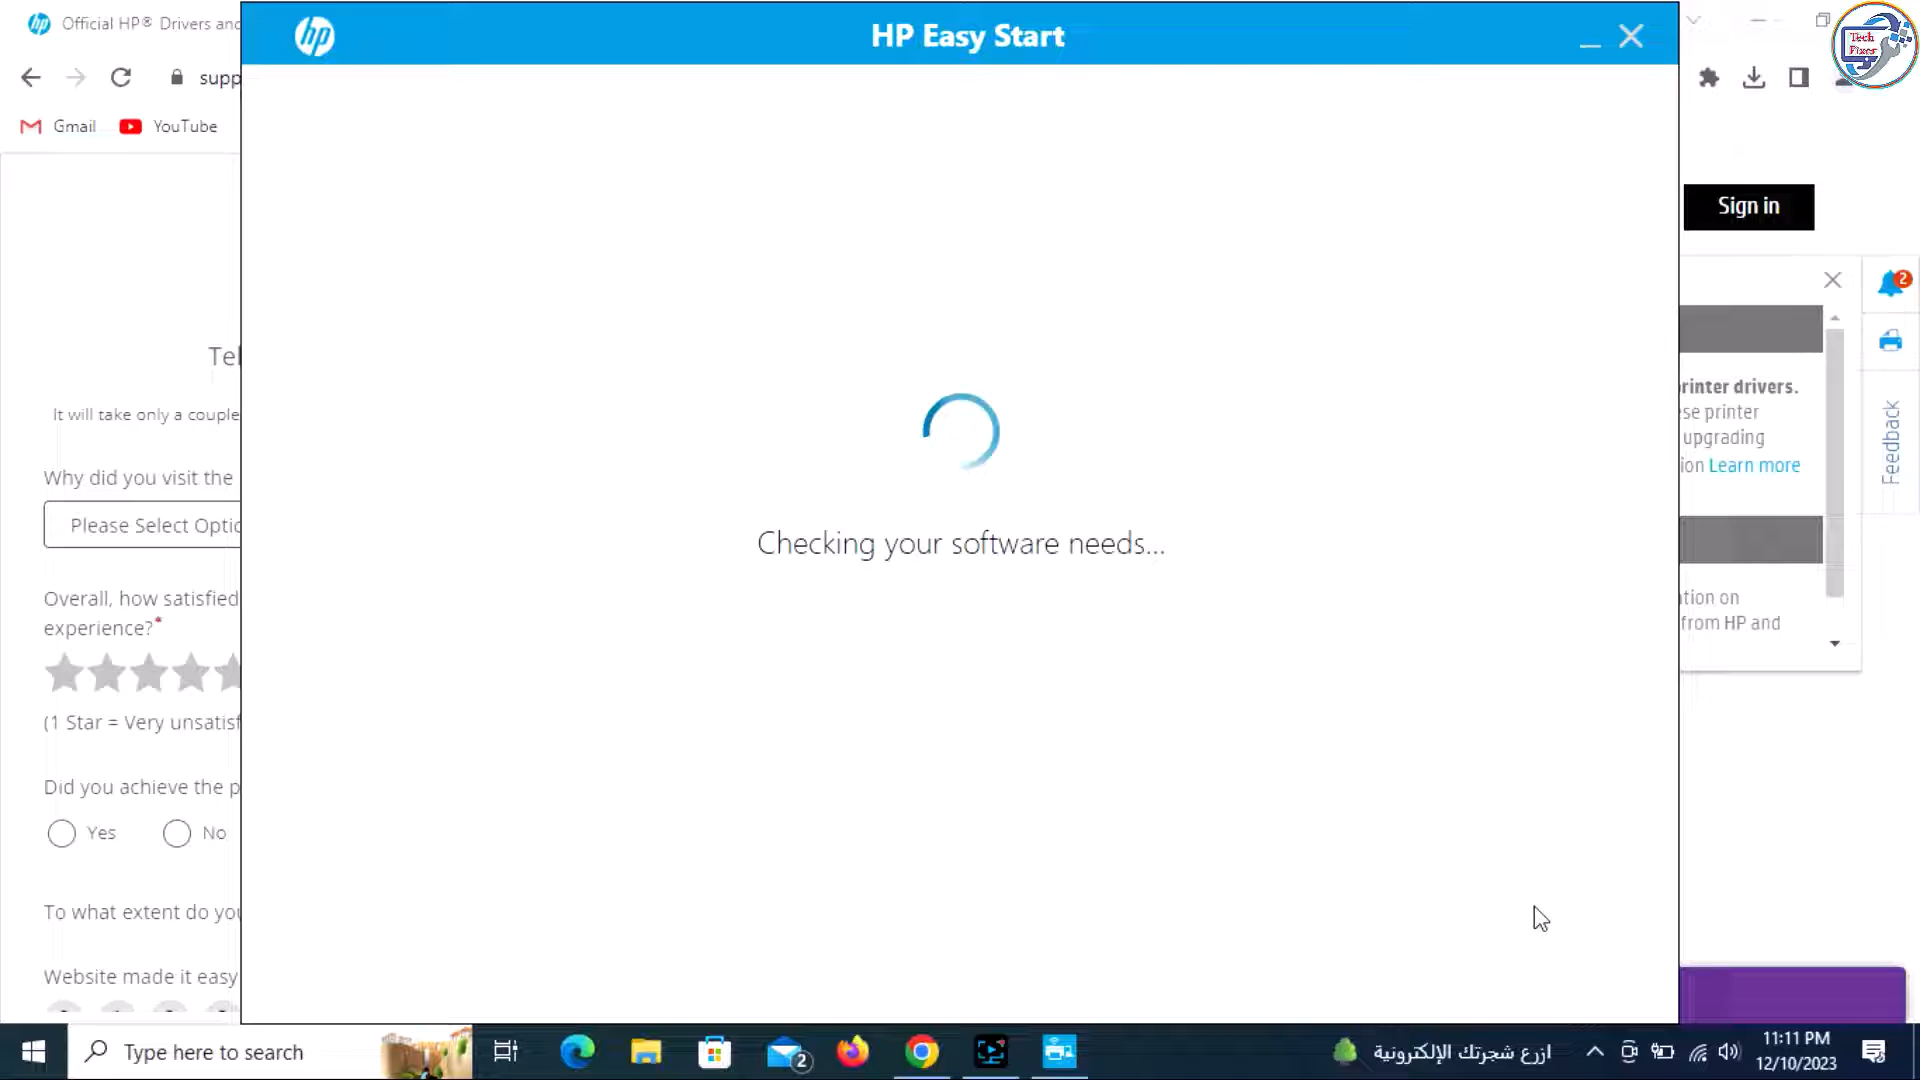 Official HP® Drivers and
hp
HP Easy Start
Tech
Fixer
supp
Gmail
YouTube
Sign in
2
Tel
It will take only a couple
rinter drivers.
se printer
upgrading
ion Learn more
Feedback
Why did you visit the
Please Select Optio
Checking your software needs...
Overall, how satisfied
experience?*
tion on
from HP and
(1 Star = Very unsatisf
Did you achieve the p
Yes
No
To what extent do you
Website made it easy
Type here to search
2
ازرع شجرتك الإلكترونية
11:11 PM
12/10/2023